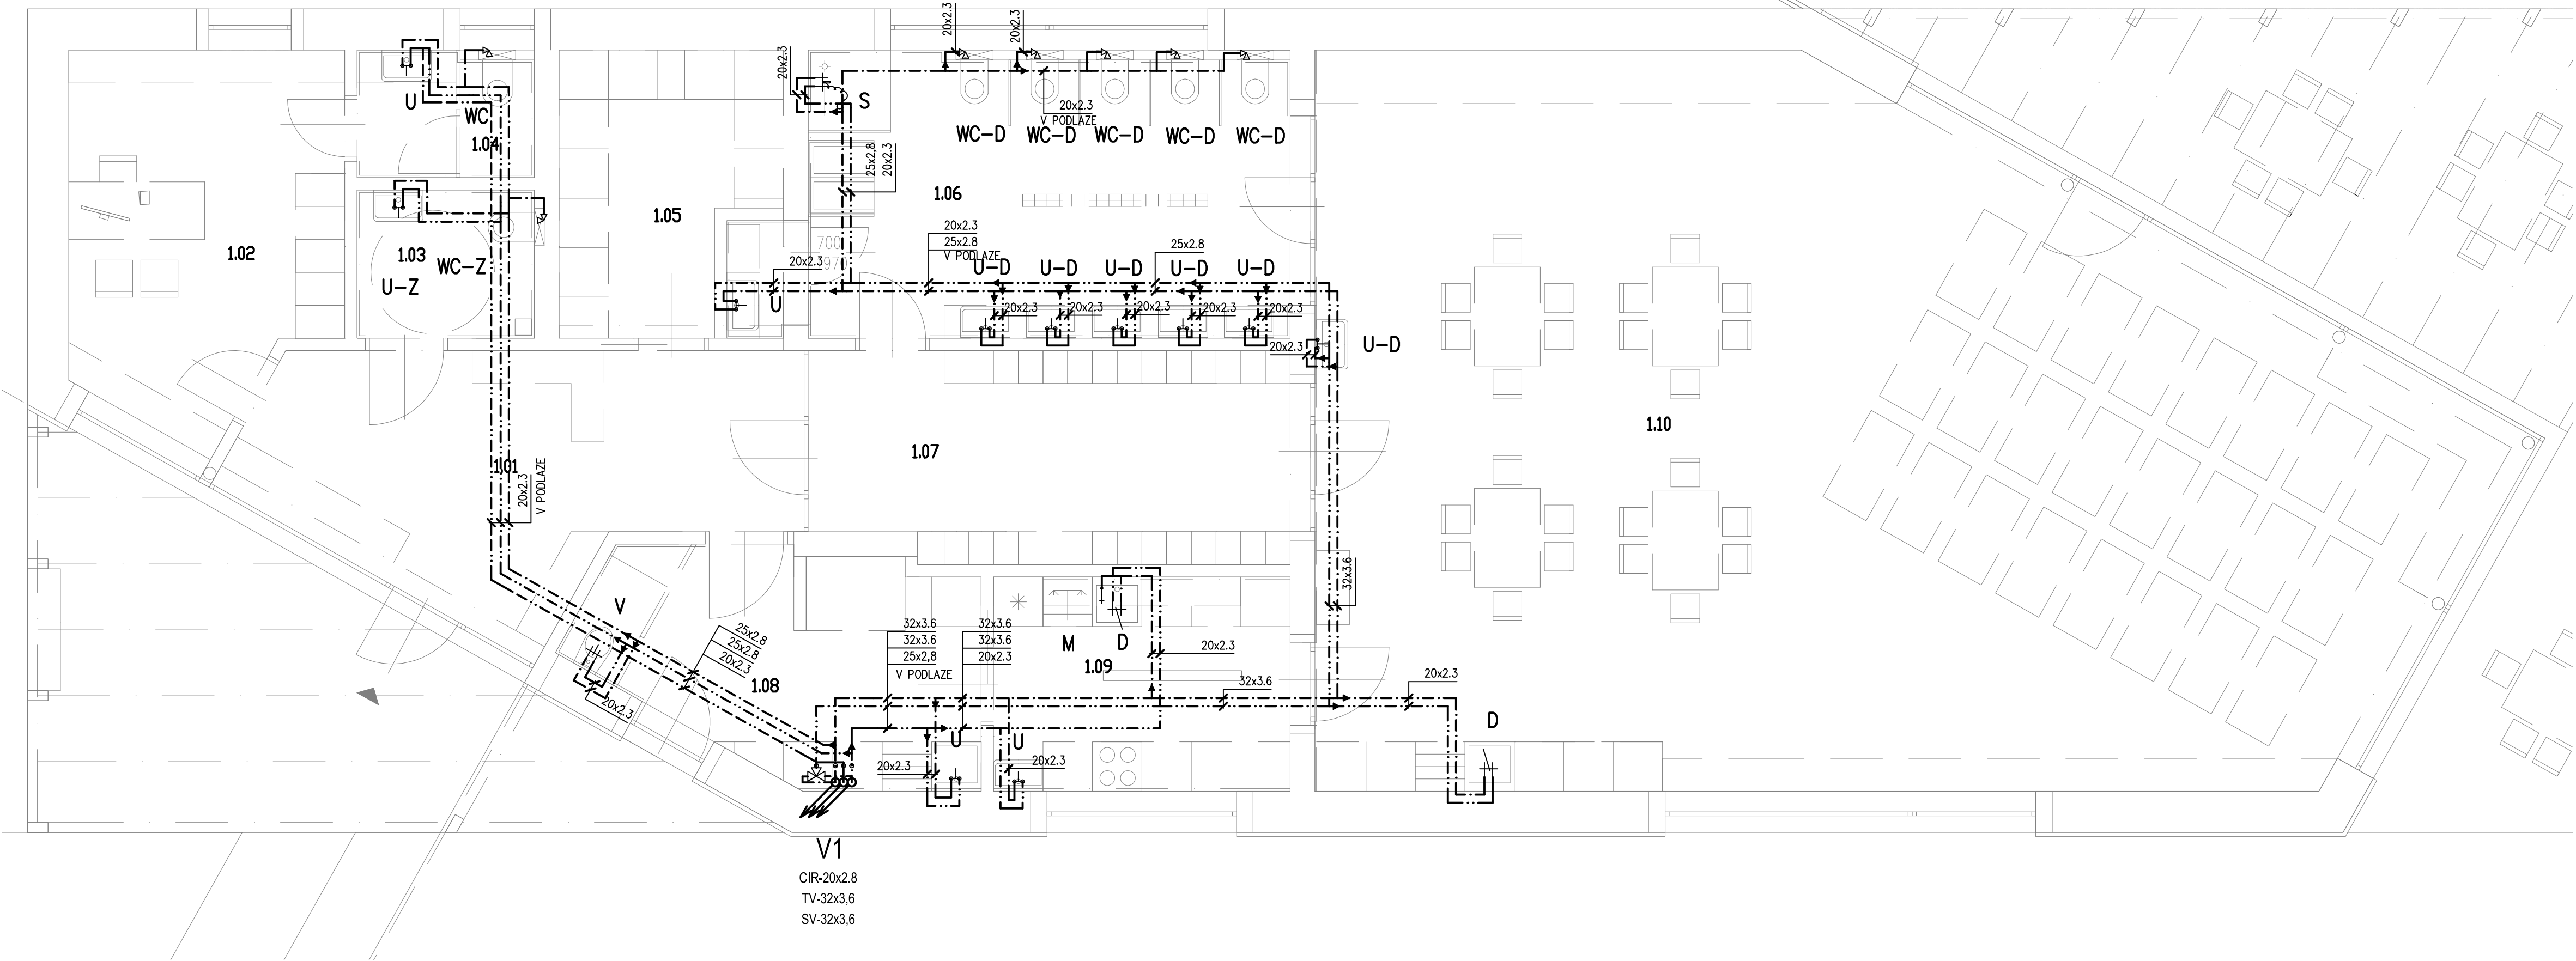 20x2.3
20x2.3
20x2.3
U
WC
1.04
S
20x2.3
V PODLAZE
WC-D
WC-D
WC-D
WC-D
WC-D
25x2,8
20x2.3
1.02
1.03
WC-Z
U-Z
1.05
1.06
700
97
20x2.3
20x2.3
25x2.8
V PODLAZE
25x2.8
U-D
U-D
U-D
U-D
U-D
U
20x2.3
20x2.3
20x2.3
20x2.3
20x2.3
20x2.3
U-D
1.01
20x2.3
V PODLAZE
1.07
1.10
32x3.6
V
25x2.8
25x2.8
20x2.3
1.08
20x2.3
32x3.6
32x3.6
25x2,8
V PODLAZE
32x3.6
32x3.6
20x2.3
M
D
1.09
20x2.3
32x3.6
20x2.3
D
U
U
20x2.3
20x2.3
V1
CIR-20x2.8
TV-32x3,6
SV-32x3,6